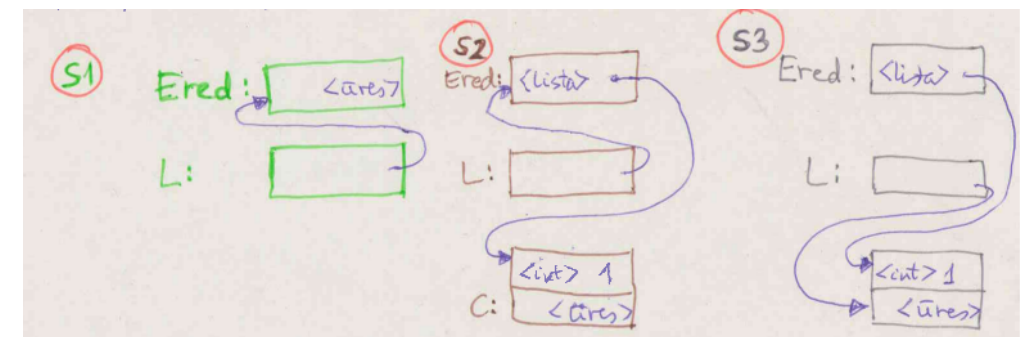 S1
Ered:
<üres>
L:
S2
Ered:
<lista>
L:
<int> 1
C:
<üres>
S3
Ered:
<lista>
L:
<int> 1
<üres>